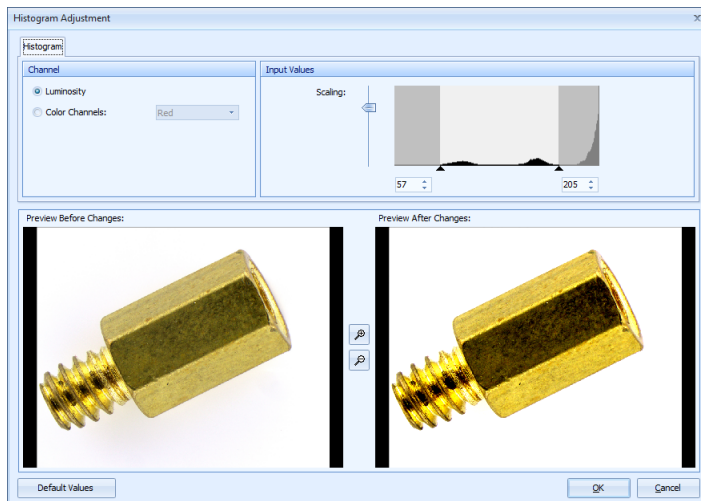 Histogram Adjustment
Histogram
Channel
Luminosity
Color Channels: Red
Input Values
Scaling:
57 205
Preview Before Changes: Preview After Changes:
Default Values OK Cancel